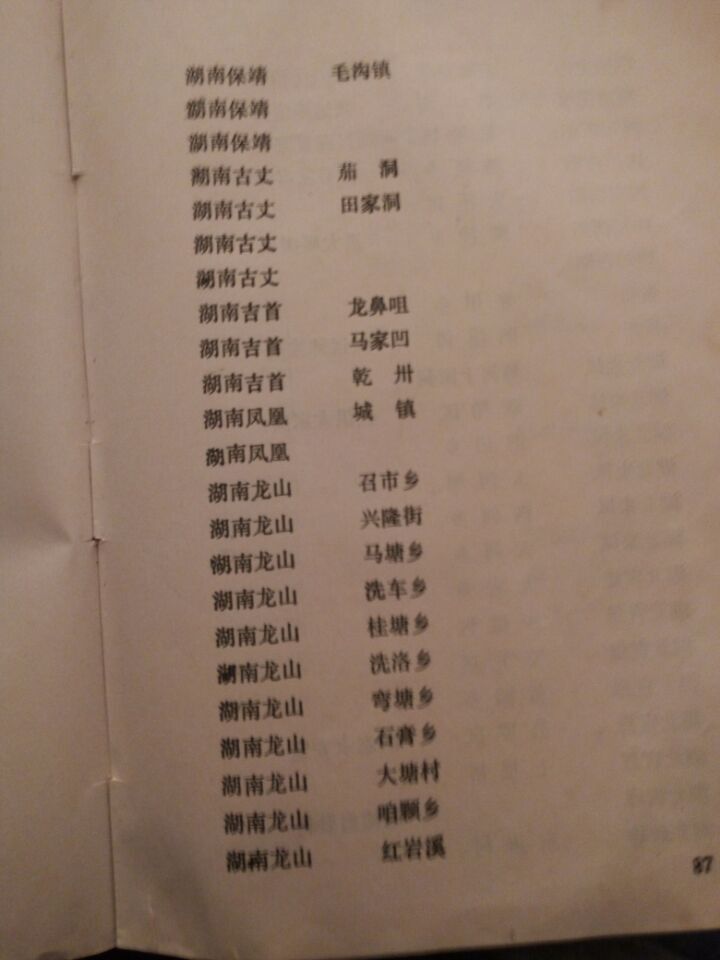 湖南保靖 毛沟镇
湖南保靖
湖南保靖
湖南古丈 茄 洞
湖南古丈 田家洞
湖南古丈
湖南古丈
湖南吉首 龙鼻咀
湖南吉首 马家凹
湖南吉首 乾 州
湖南凤凰 城 镇
湖南凤凰
湖南龙山 召市乡
湖南龙山 兴隆街
湖南龙山 马塘乡
湖南龙山 洗车乡
湖南龙山 桂塘乡
湖南龙山 洗洛乡
湖南龙山 弯塘乡
湖南龙山 石膏乡
湖南龙山 大塘村
湖南龙山 咱颗乡
湖南龙山 红岩溪
87